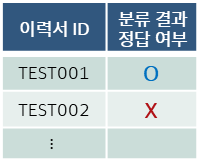 이력서 ID
분류 결과
정답 여부
TEST001
O
TEST002
X
⋮